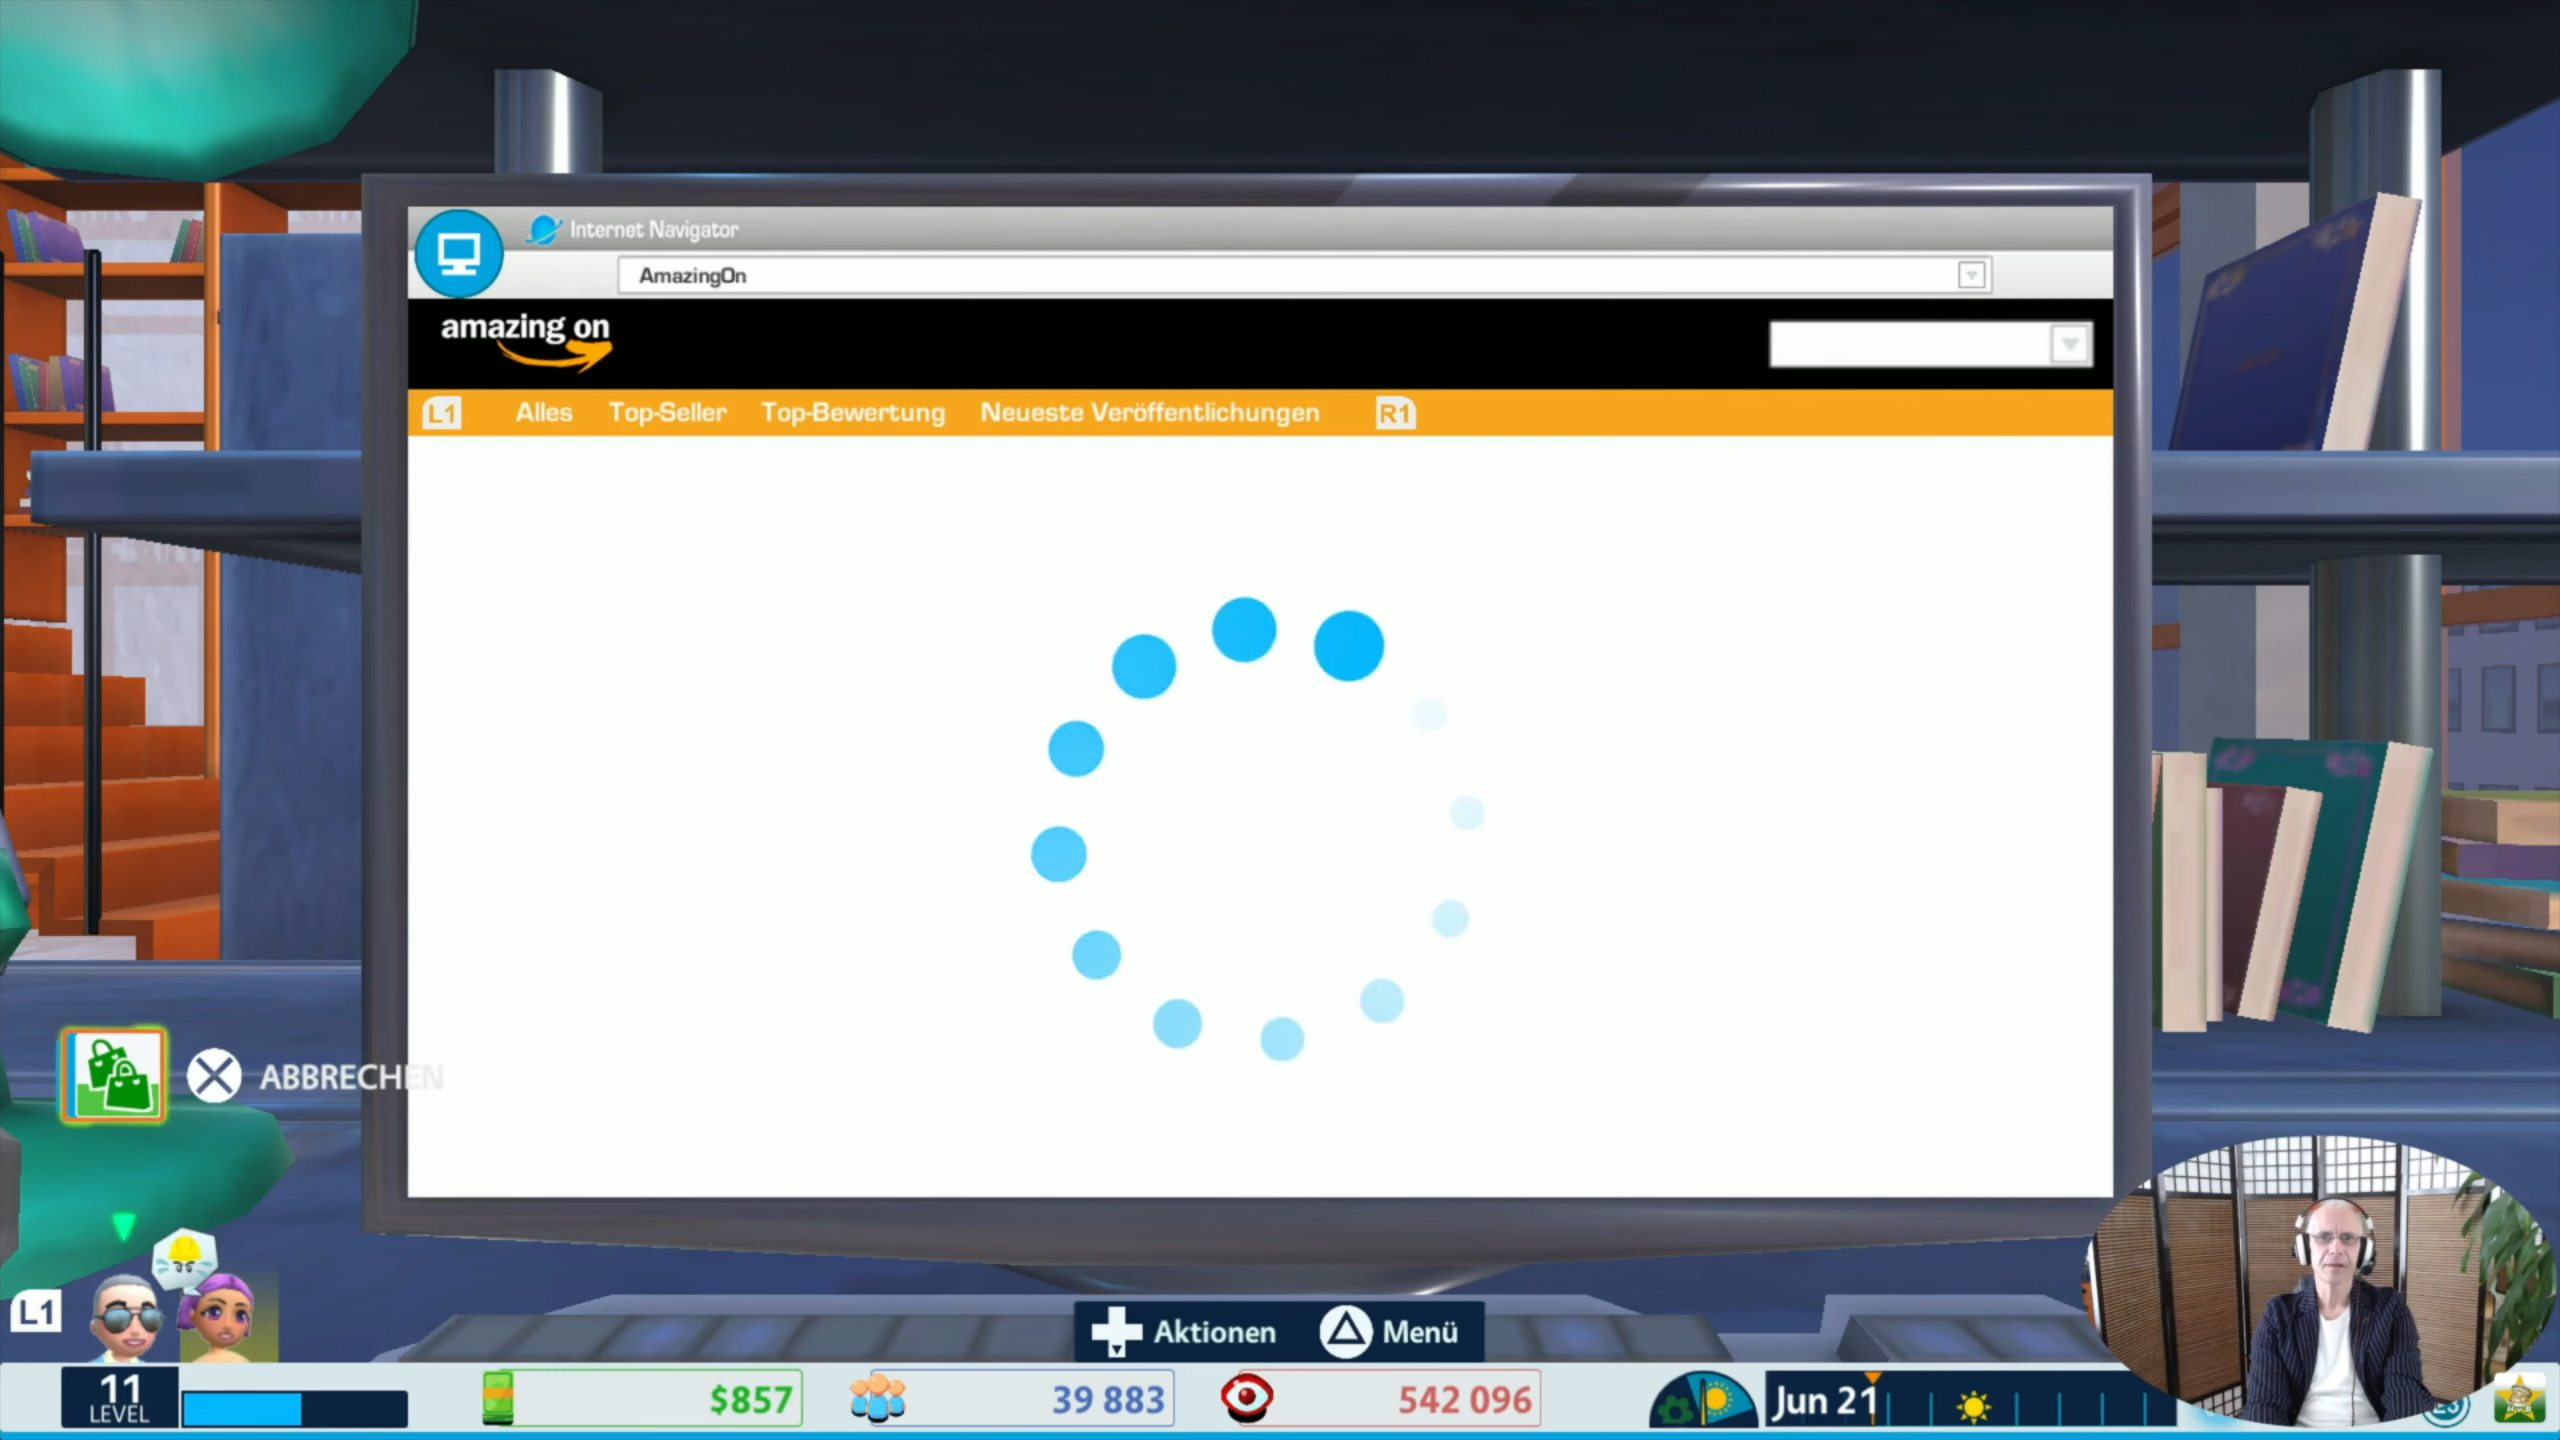 Internet Navigator
AmazingOn
amazing on
L1 Alles Top-Seller Top-Bewertung Neueste Veröffentlichungen R1
ABBRECHEN
L1
Aktionen Menü
11
LEVEL
$857
39 883
542 096
Jun 21
23